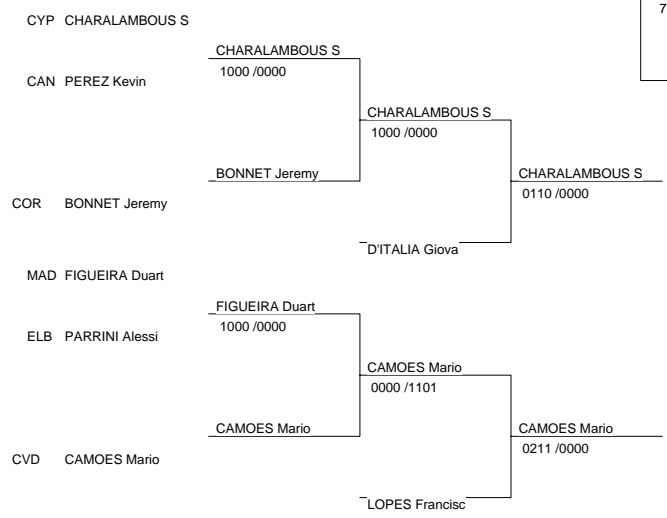 7
CYP CHARALAMBOUS S
CHARALAMBOUS S
1000 /0000
CAN PEREZ Kevin
CHARALAMBOUS S
1000 /0000
BONNET Jeremy
CHARALAMBOUS S
0110 /0000
COR BONNET Jeremy
D'ITALIA Giova
MAD FIGUEIRA Duart
FIGUEIRA Duart
1000 /0000
ELB PARRINI Alessi
CAMOES Mario
0000 /1101
CAMOES Mario
CAMOES Mario
0211 /0000
CVD CAMOES Mario
LOPES Francisc